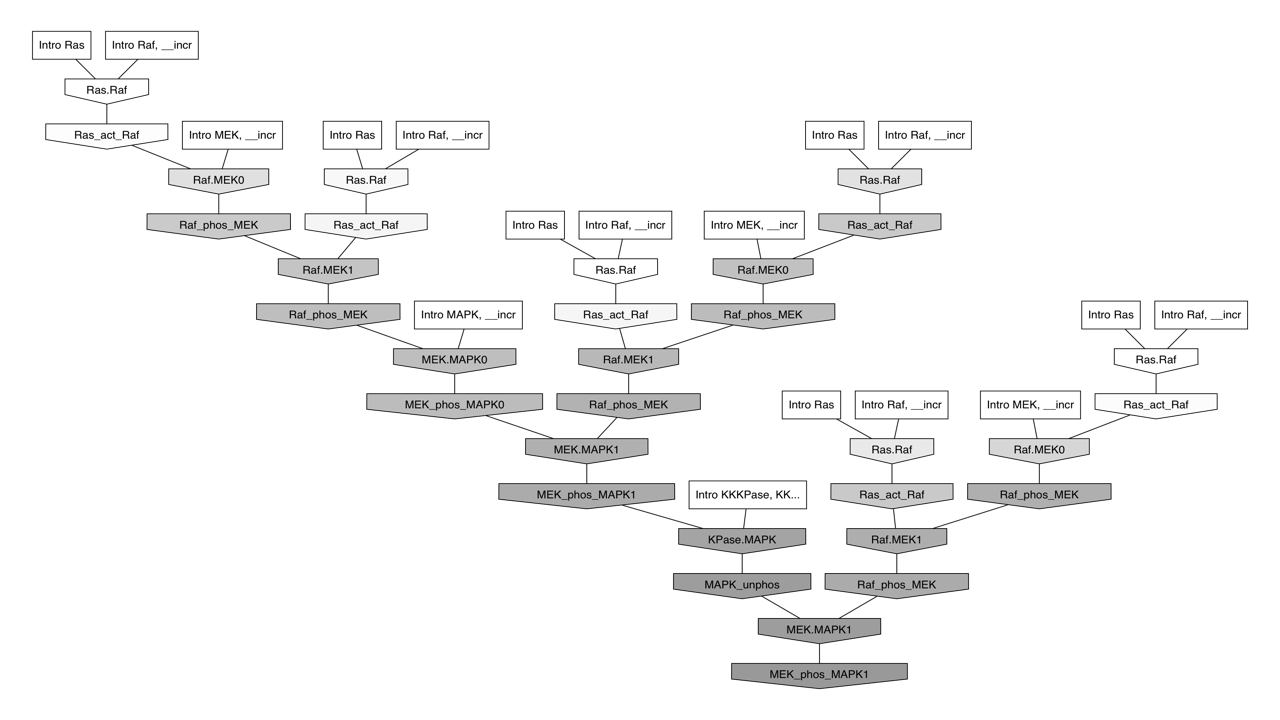 Intro Ras
Intro Raf, __incr
Ras.Raf
Ras_act_Raf
Intro MEK, __incr
Intro Ras
Intro Raf, __incr
Intro Ras
Intro Raf, __incr
Raf.MEK0
Ras.Raf
Ras.Raf
Raf_phos_MEK
Ras_act_Raf
Intro Ras
Intro Raf, __incr
Intro MEK, __incr
Ras_act_Raf
Raf.MEK1
Ras.Raf
Raf.MEK0
Raf_phos_MEK
Intro MAPK, __incr
Ras_act_Raf
Raf_phos_MEK
Intro Ras
Intro Raf, __incr
MEK.MAPK0
Raf.MEK1
Ras.Raf
MEK_phos_MAPK0
Raf_phos_MEK
Intro Ras
Intro Raf, __incr
Intro MEK, __incr
Ras_act_Raf
MEK.MAPK1
Ras.Raf
Raf.MEK0
MEK_phos_MAPK1
Intro KKKPase, KK...
Ras_act_Raf
Raf_phos_MEK
KPase.MAPK
Raf.MEK1
MAPK_unphos
Raf_phos_MEK
MEK.MAPK1
MEK_phos_MAPK1